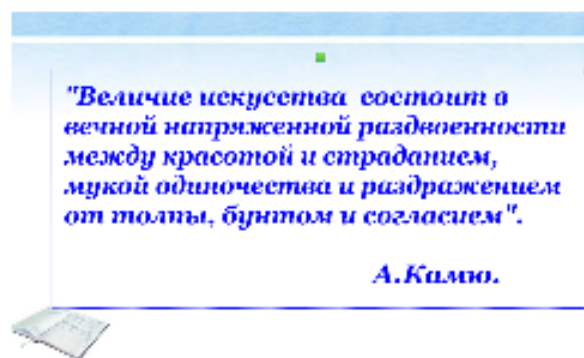 "Величие искусства состоит в
вечной напряженной раздвоенности
между красотой и страданием,
мукой одиночества и раздражением
от толпы, бунтом и согласием".
А.Камю.